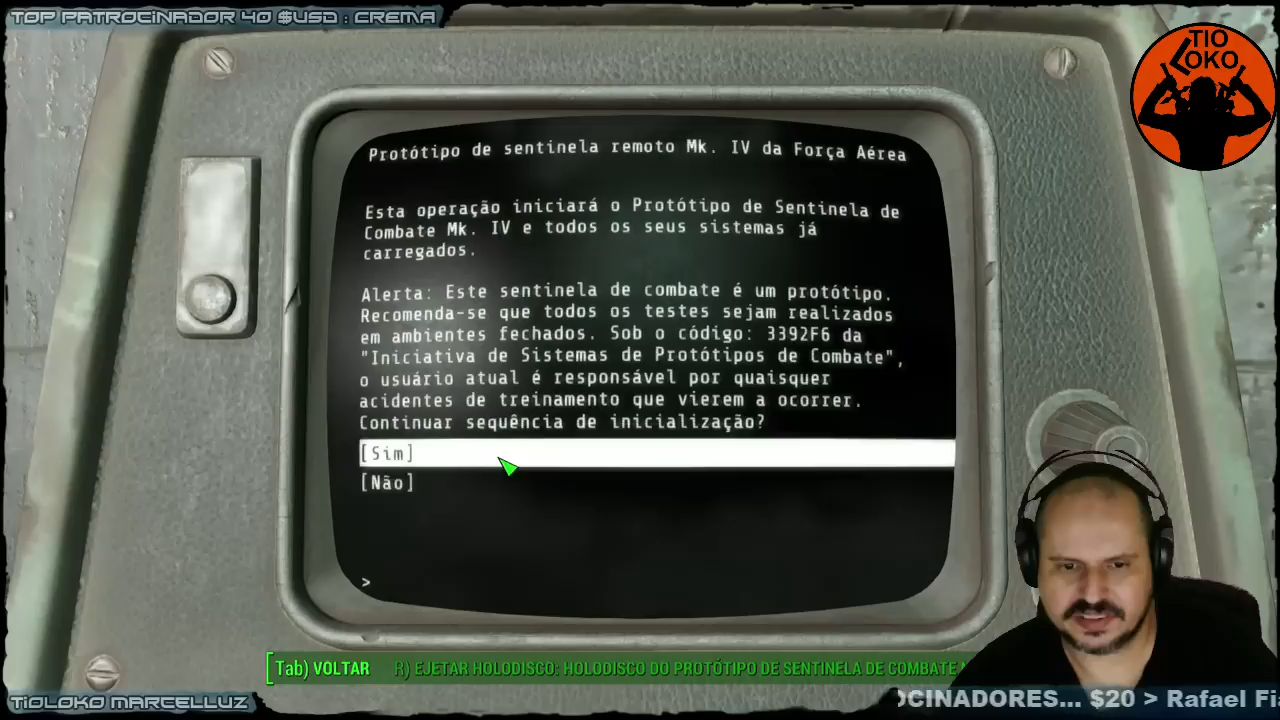 TOP PATROCINADOR 40 $USD : CREMA
TIO
LOKO
Protótipo de sentinela remoto Mk. IV da Força Aérea
Esta operação iniciará o Protótipo de Sentinela de
Combate Mk. IV e todos os seus sistemas já
carregados.
Alerta: Este sentinela de combate é um protótipo.
Recomenda-se que todos os testes sejam realizados
em ambientes fechados. Sob o código: 3392F6 da
"Iniciativa de Sistemas de Protótipos de Combate",
o usuário atual é responsável por quaisquer
acidentes de treinamento que vierem a ocorrer.
Continuar sequência de inicialização?
[Sim]
[Não]
>
Tab) VOLTAR R) EJETAR HOLODISCO: HOLODISCO DO PROTÓTIPO DE SENTINELA DE COMBATE
TIOLOKO MARCELLUZ
OCINADORES... $20 > Rafael Fi